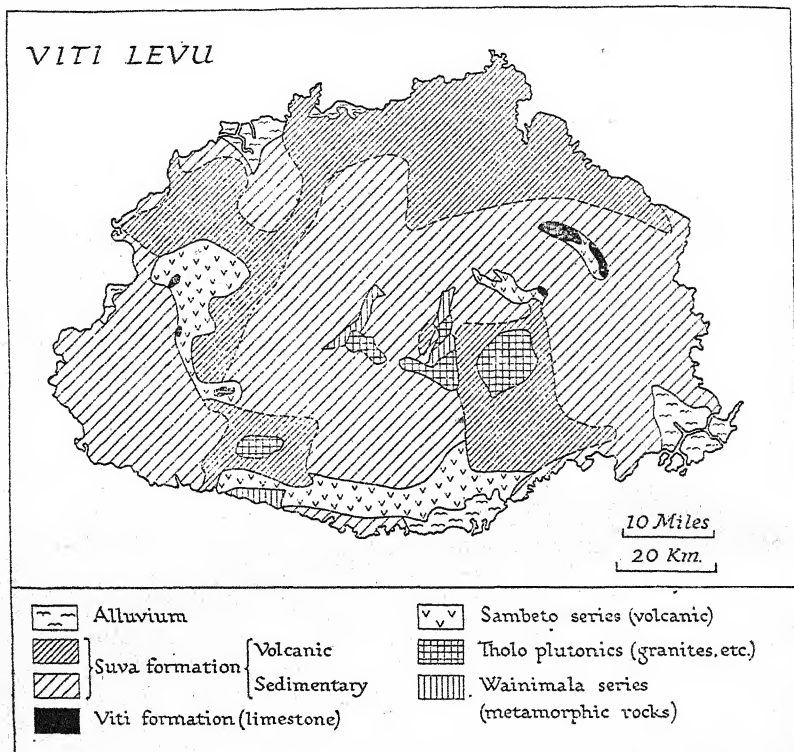 VITI LEVU
10 Miles
20 Km.
Alluvium
Suva formation
Volcanic
Sedimentary
Viti formation (limestone)
Sambeto series (volcanic)
Tholo plutonics (granites, etc.)
Wainimala series
(metamorphic rocks)